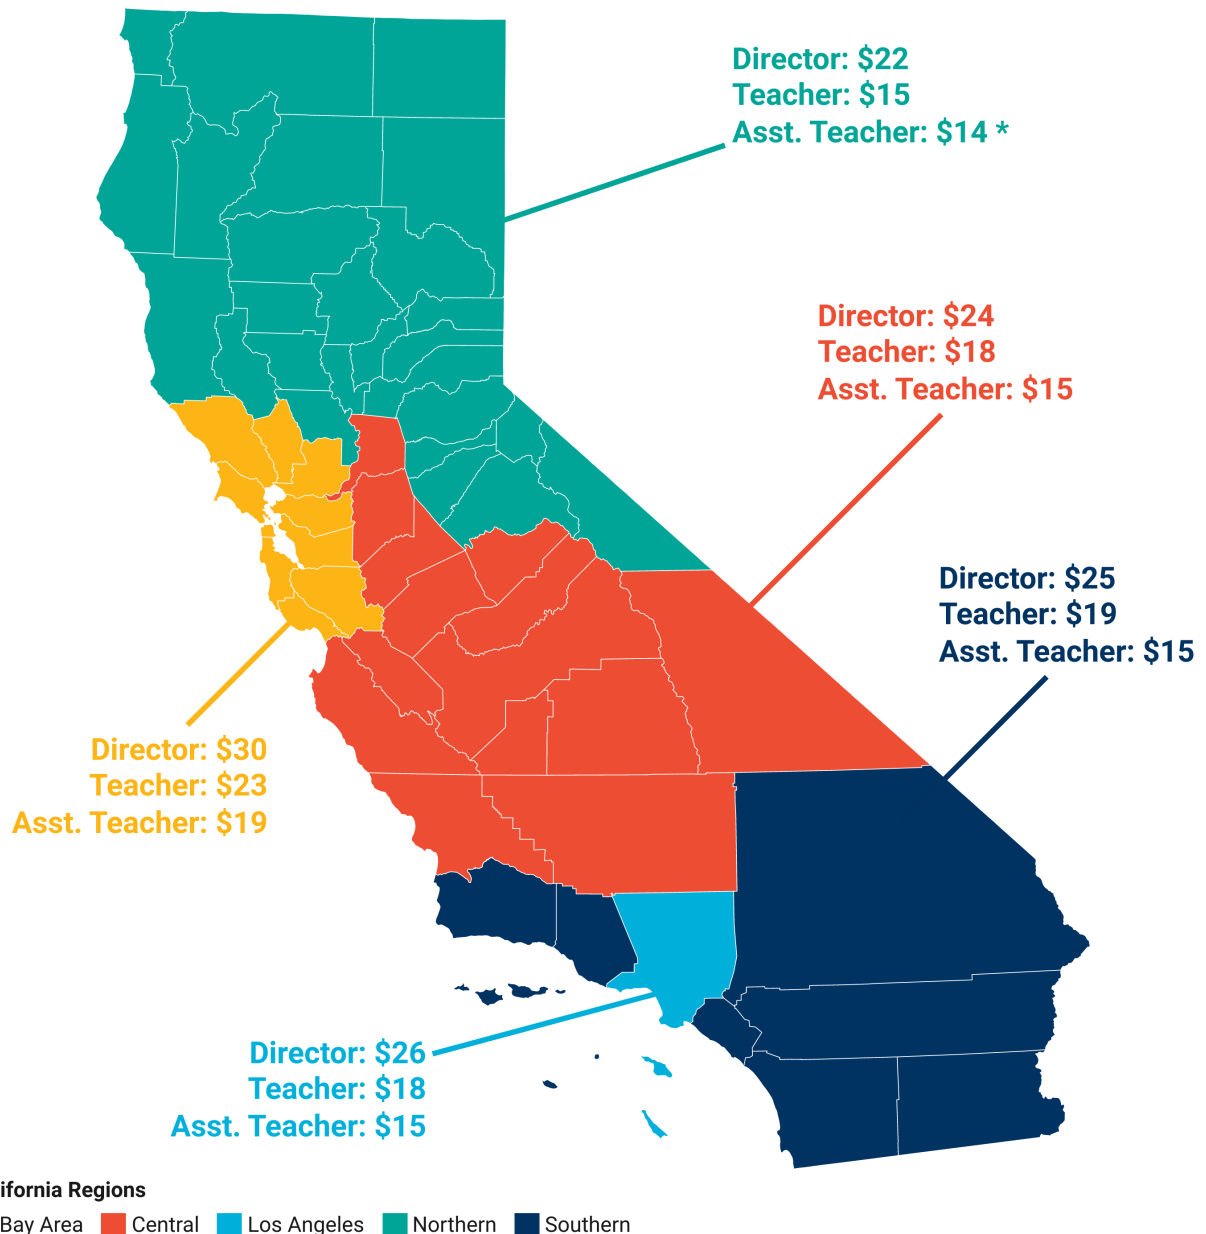 Director: $22
Teacher: $15
Asst. Teacher: $14 *
Director: $24
Teacher: $18
Asst. Teacher: $15
Director: $25
Teacher: $19
Asst. Teacher: $15
Director: $30
Teacher: $23
Asst. Teacher: $19
Director: $26
Teacher: $18
Asst. Teacher: $15
ifornia Regions
Bay Area Central Los Angeles Northern Southern